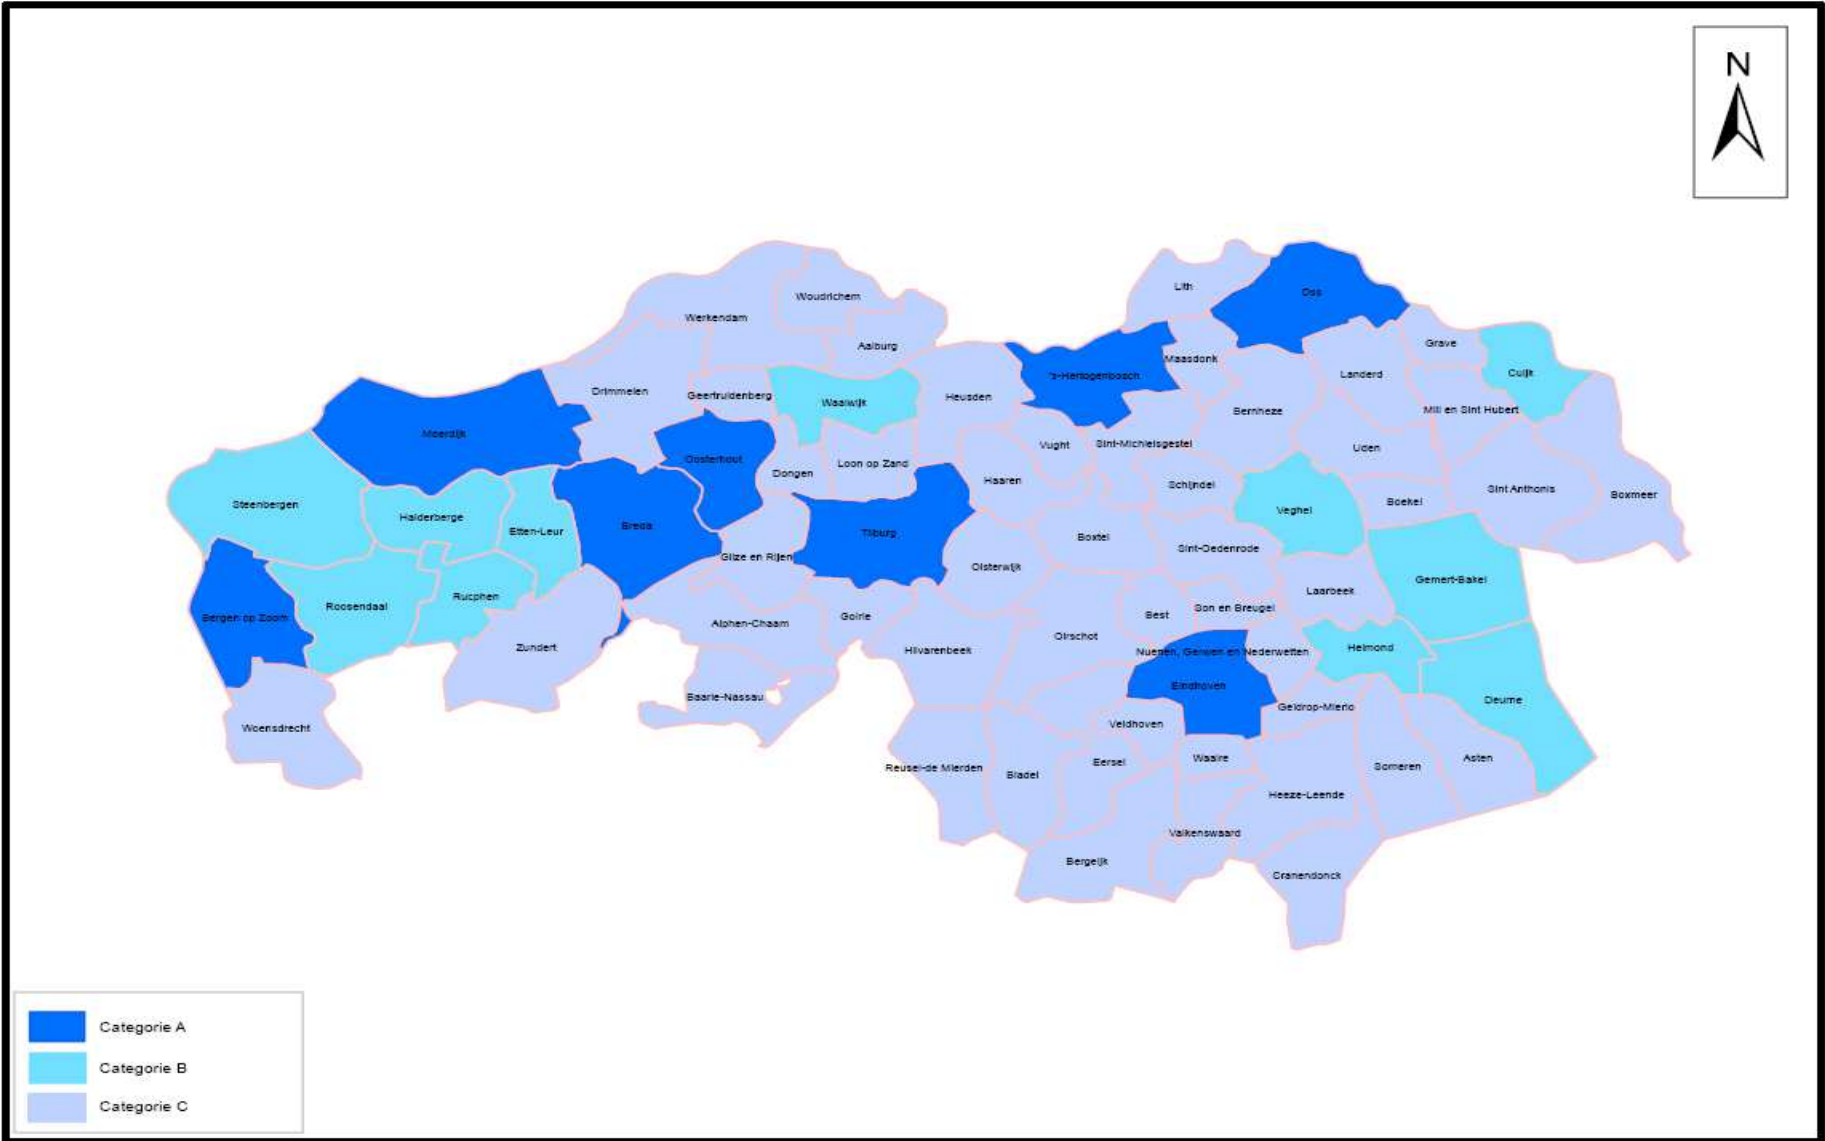 N
Lith
Oss
Woudrichem
Werkendam
Aalburg
Grave
Maasdonk
Cuijk
's-Hertogenbosch
Landerd
Drimmelen
Geertruidenberg
Heusden
Waalwijk
Mill en Sint Hubert
Bernheze
Moerdijk
Vught
Sint-Michielsgestel
Uden
Oosterhout
Loon op Zand
Dongen
Haaren
Schijndel
Sint Anthonis
Boxmeer
Boekel
Steenbergen
Veghel
Halderberge
Breda
Etten-Leur
Tilburg
Boxtel
Sint-Oedenrode
Gilze en Rijen
Oisterwijk
Gemert-Bakel
Laarbeek
Rucphen
Roosendaal
Son en Breugel
Best
Bergen op Zoom
Goirle
Alphen-Chaam
Oirschot
Zundert
Helmond
Hilvarenbeek
Nuenen, Gerwen en Nederwetten
Eindhoven
Baarle-Nassau
Deurne
Geldrop-Mierlo
Woensdrecht
Veldhoven
Waalre
Asten
Eersel
Someren
Reusel-de Mierden
Bladel
Heeze-Leende
Valkenswaard
Bergeijk
Cranendonck
Categorie A
Categorie B
Categorie C